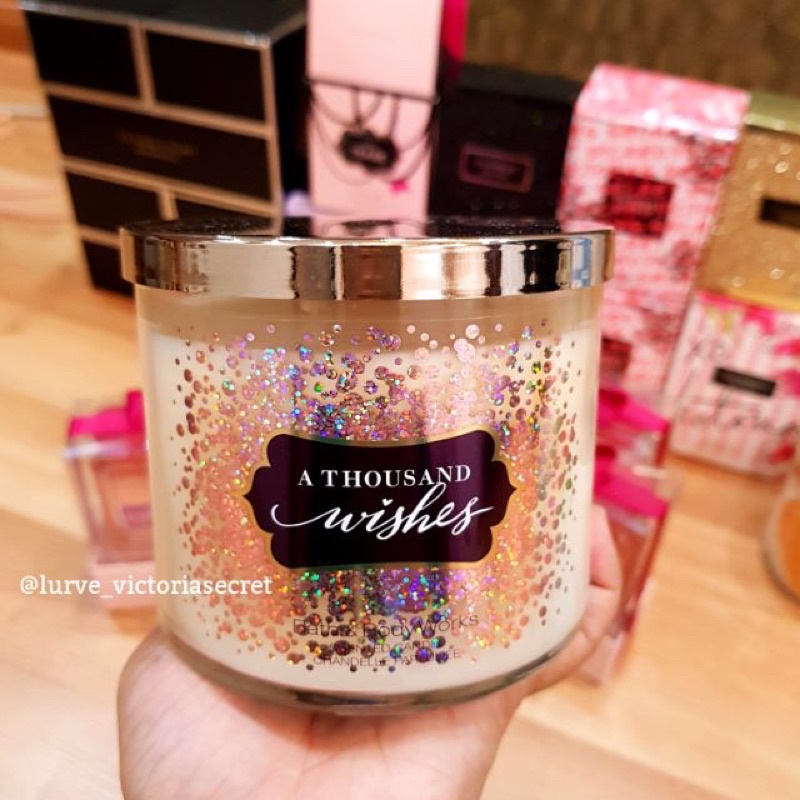 A THOUSAND
wishes
@lurve_victoriasecret
Bath & Body Works
CHANDELLE PARFUMÉE